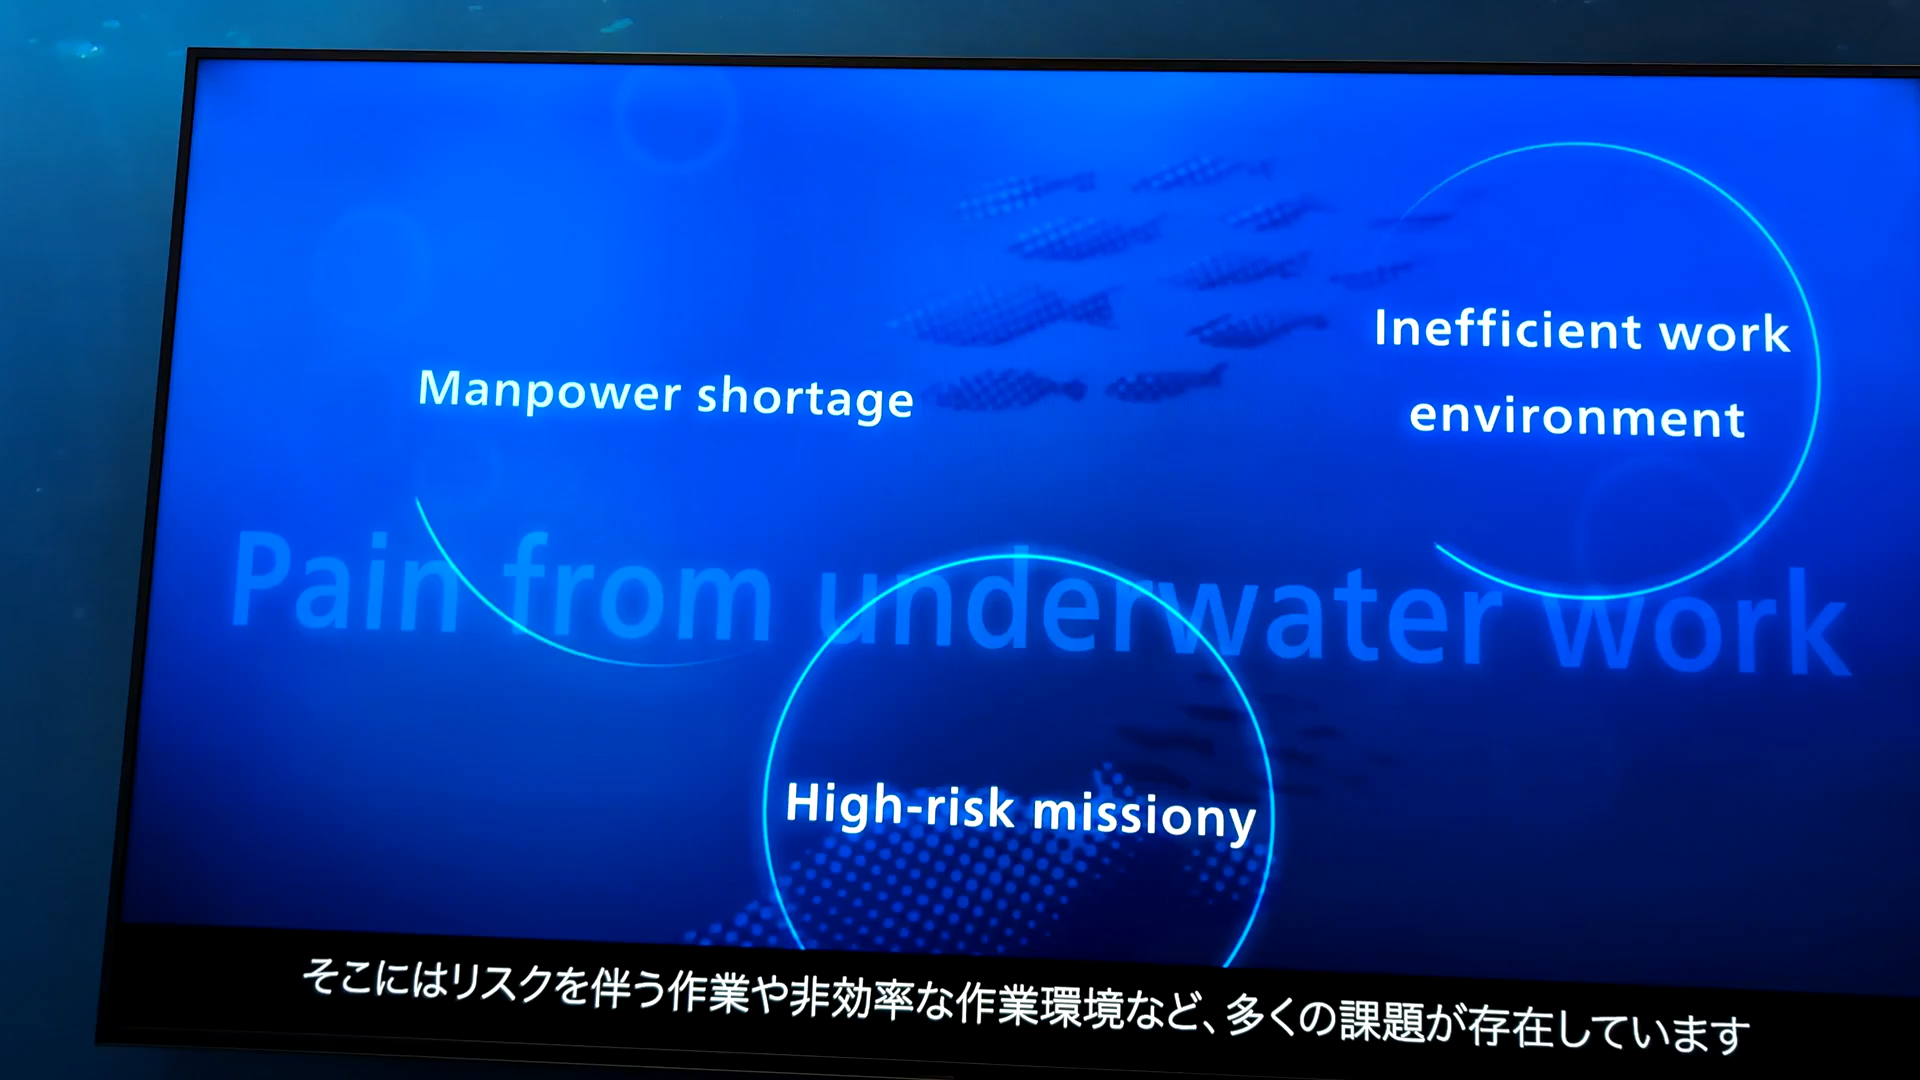 Manpower shortage
Inefficient work
environment
Pain from underwater work
High-risk missiony
そこにはリスクを伴う作業や非効率な作業環境など、多くの課題が存在しています